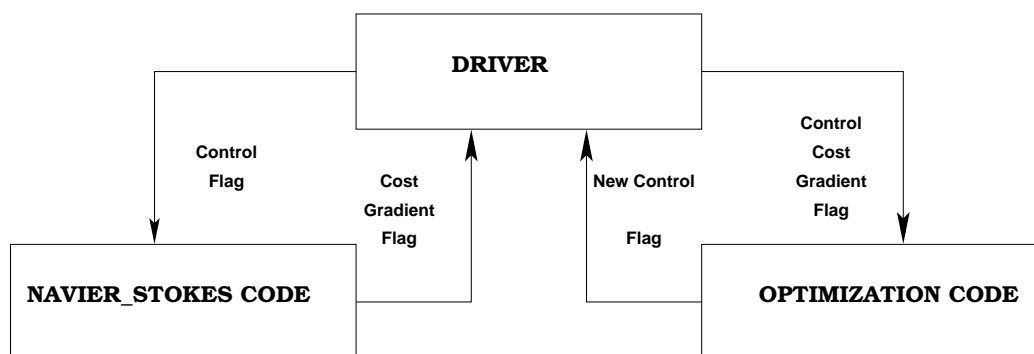 DRIVER
Control
Flag
Cost
Gradient
Flag
New Control
Flag
Control
Cost
Gradient
Flag
NAVIER_STOKES CODE
OPTIMIZATION CODE